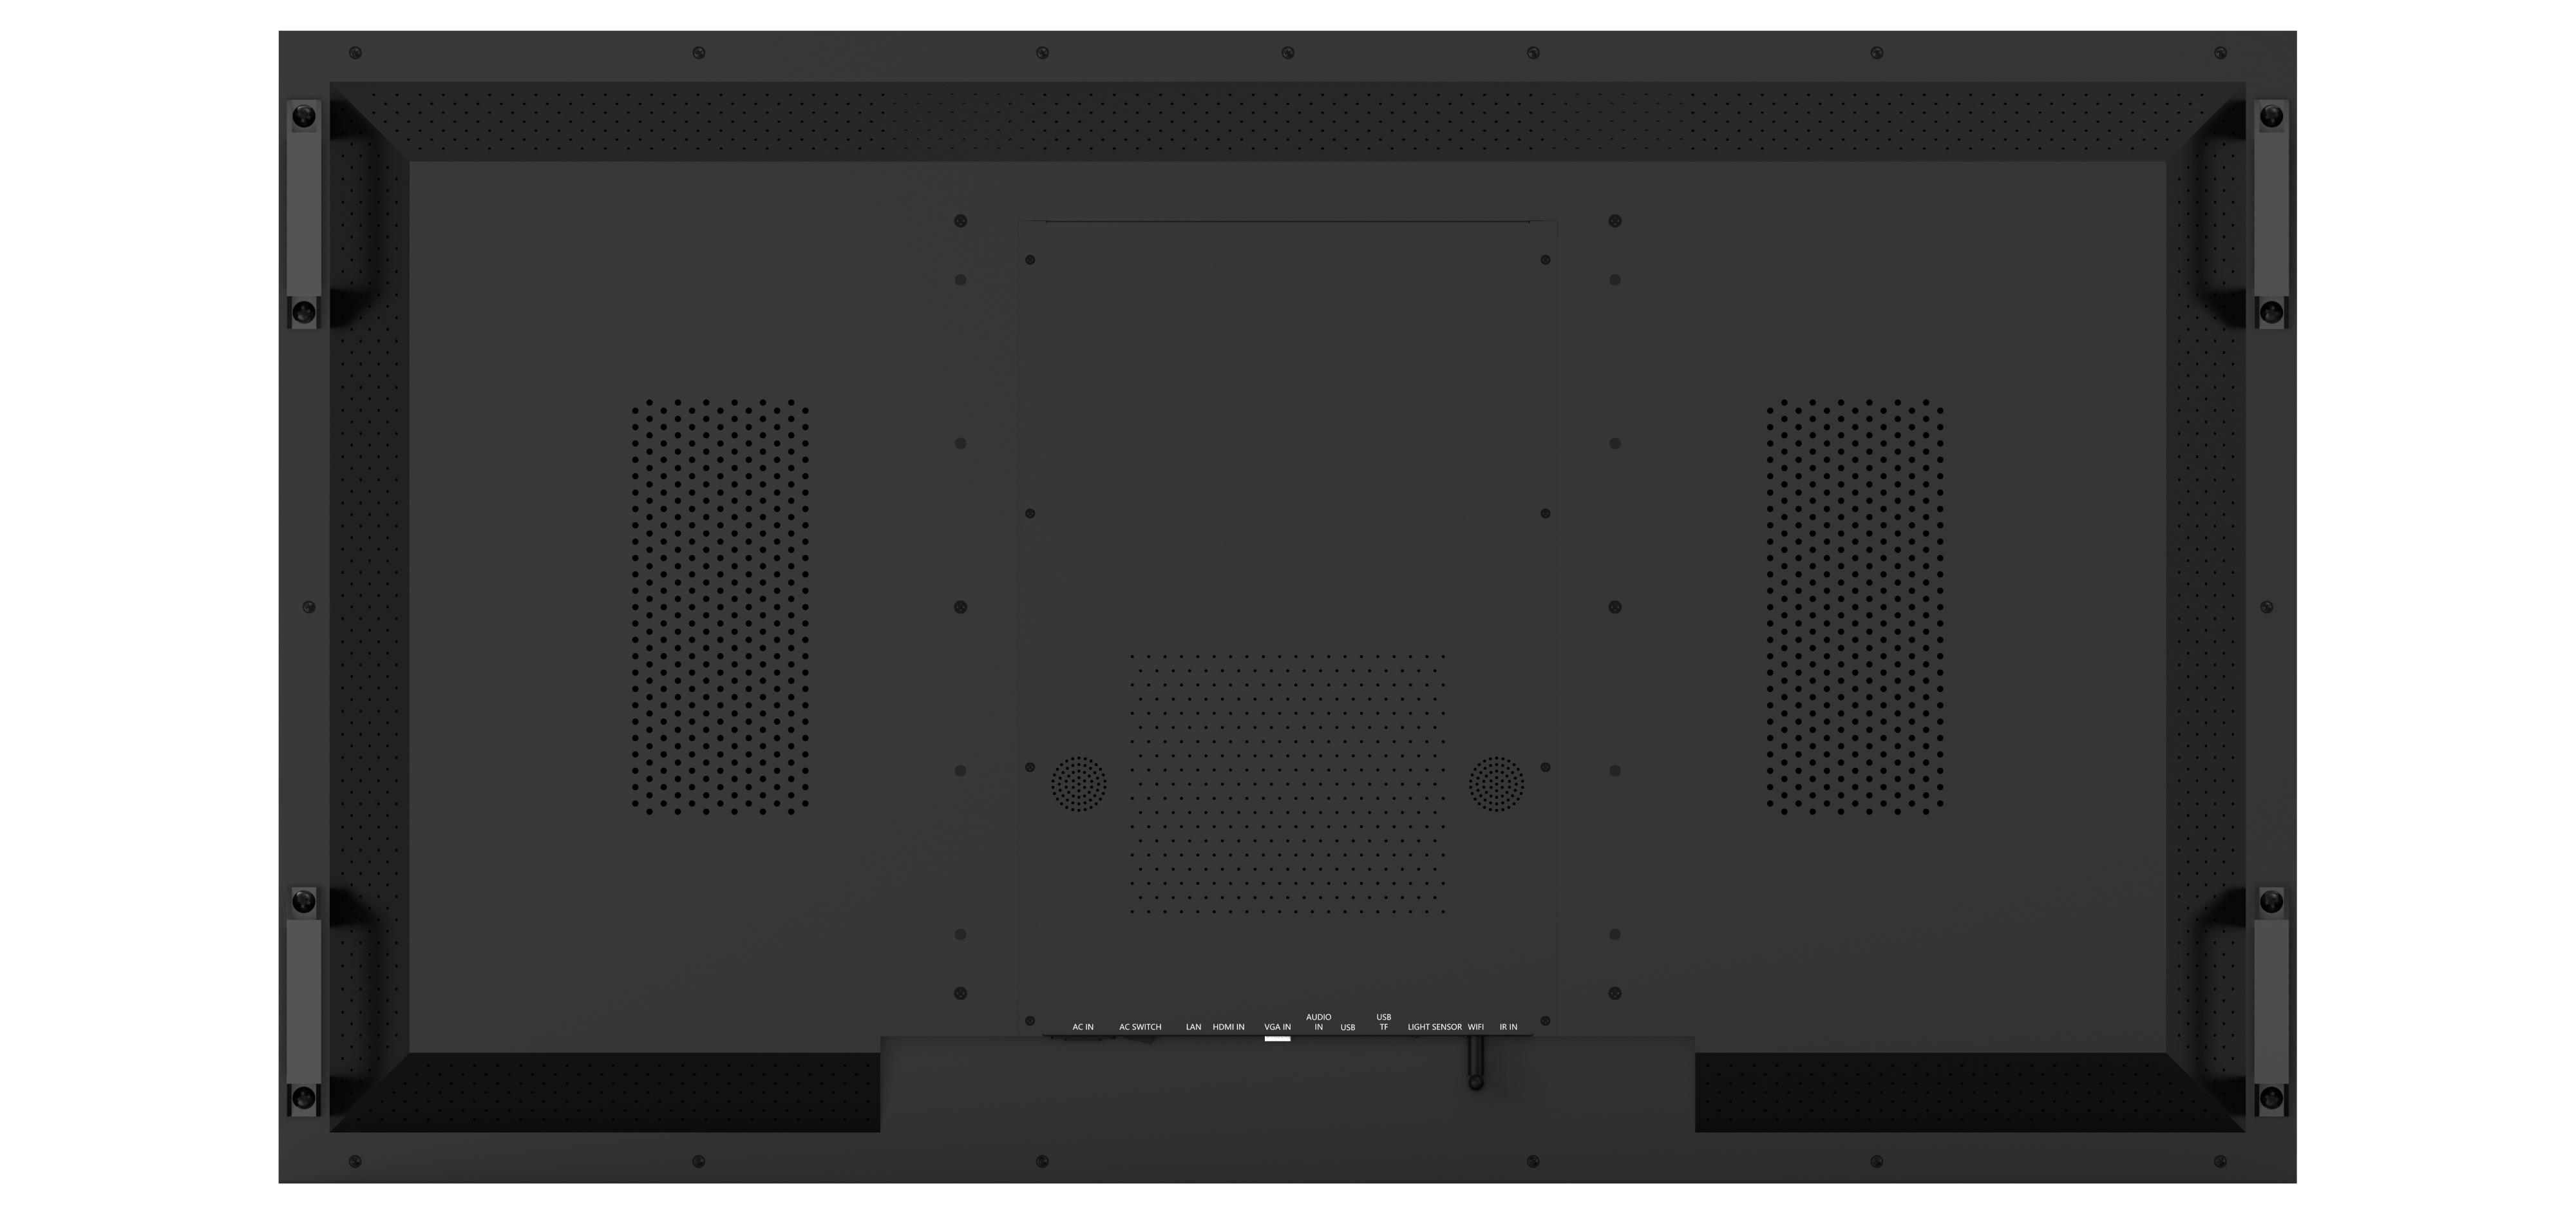 AC IN
AC SWITCH
LAN
HDMI IN
VGA IN
AUDIO
IN
USB
USB
TF
LIGHT SENSOR
WIFI
IR IN